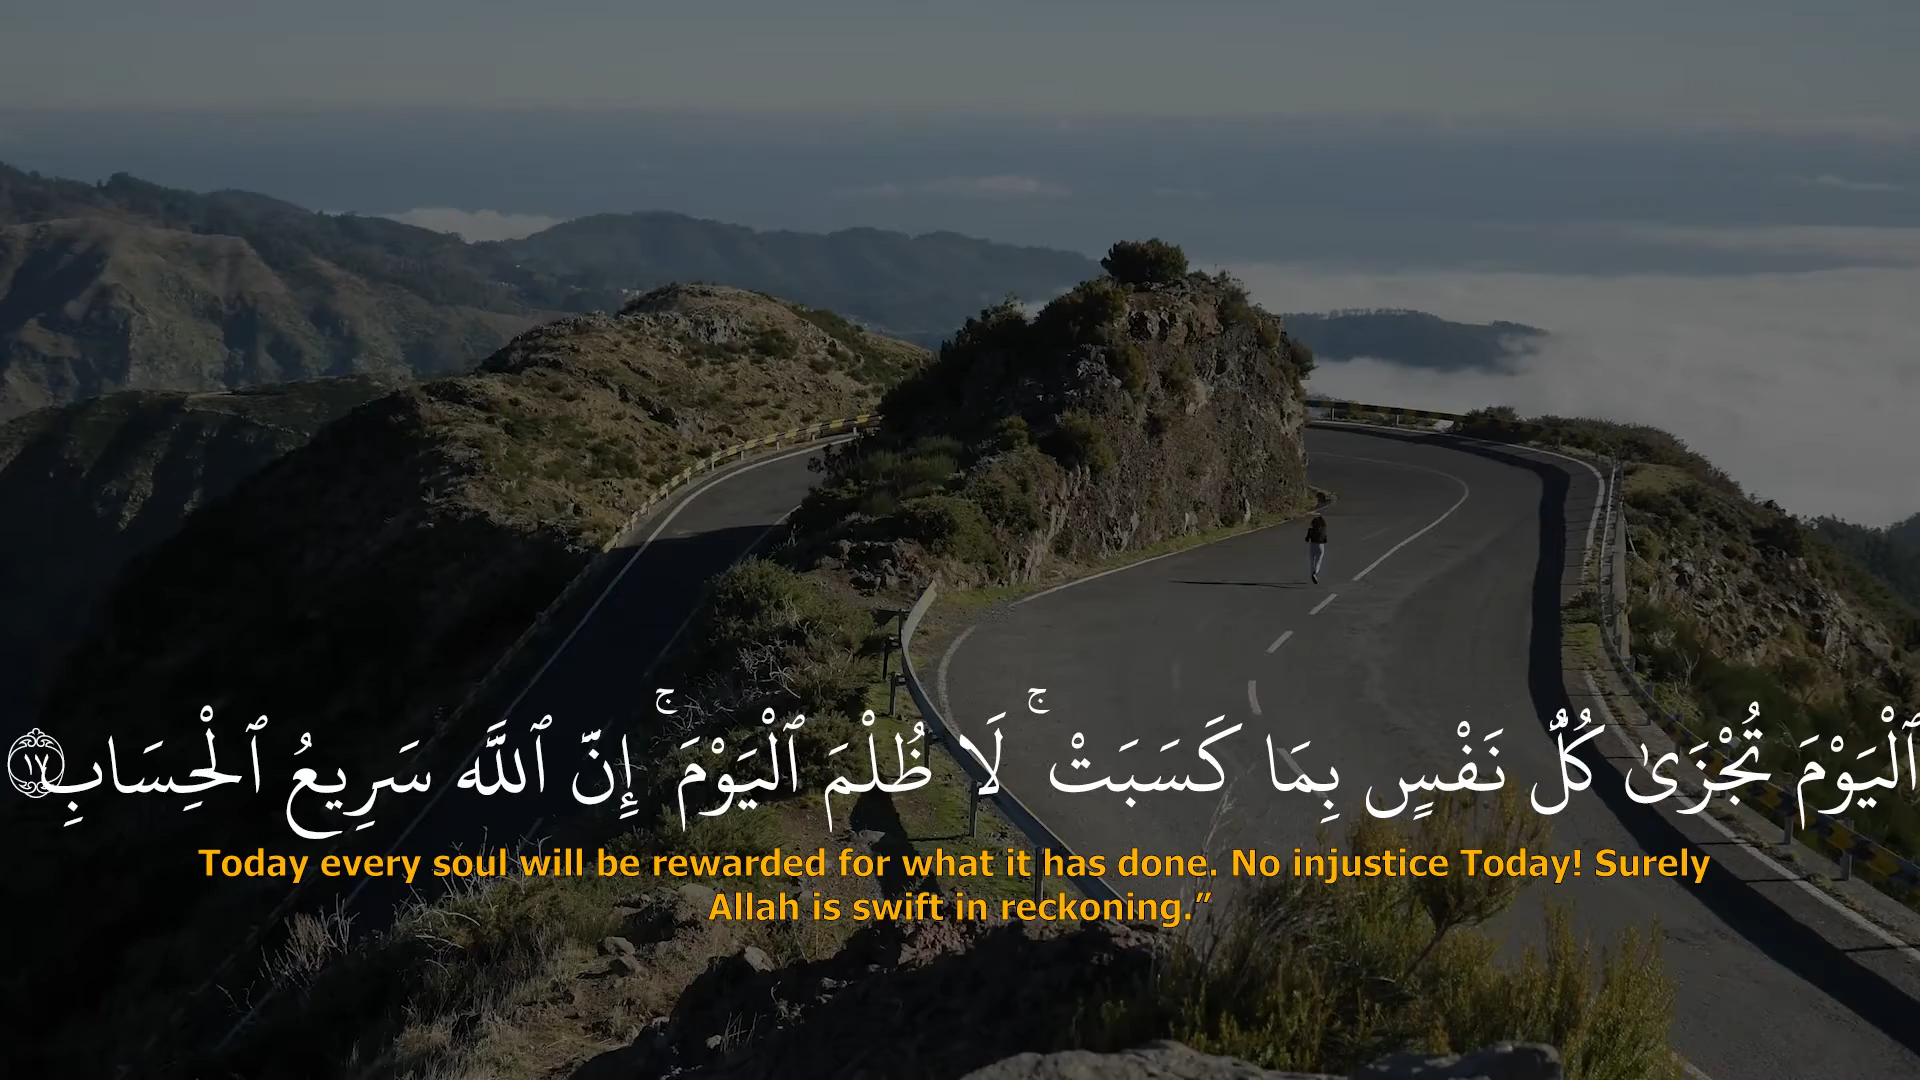 ٱلْيَوْمَ تُجْزَىٰ كُلُّ نَفْسٍۭ بِمَا كَسَبَتْ ۚ لَا ظُلْمَ ٱلْيَوْمَ ۚ إِنَّ ٱللَّهَ سَرِيعُ ٱلْحِسَابِ ١٧
Today every soul will be rewarded for what it has done. No injustice Today! Surely
Allah is swift in reckoning.”